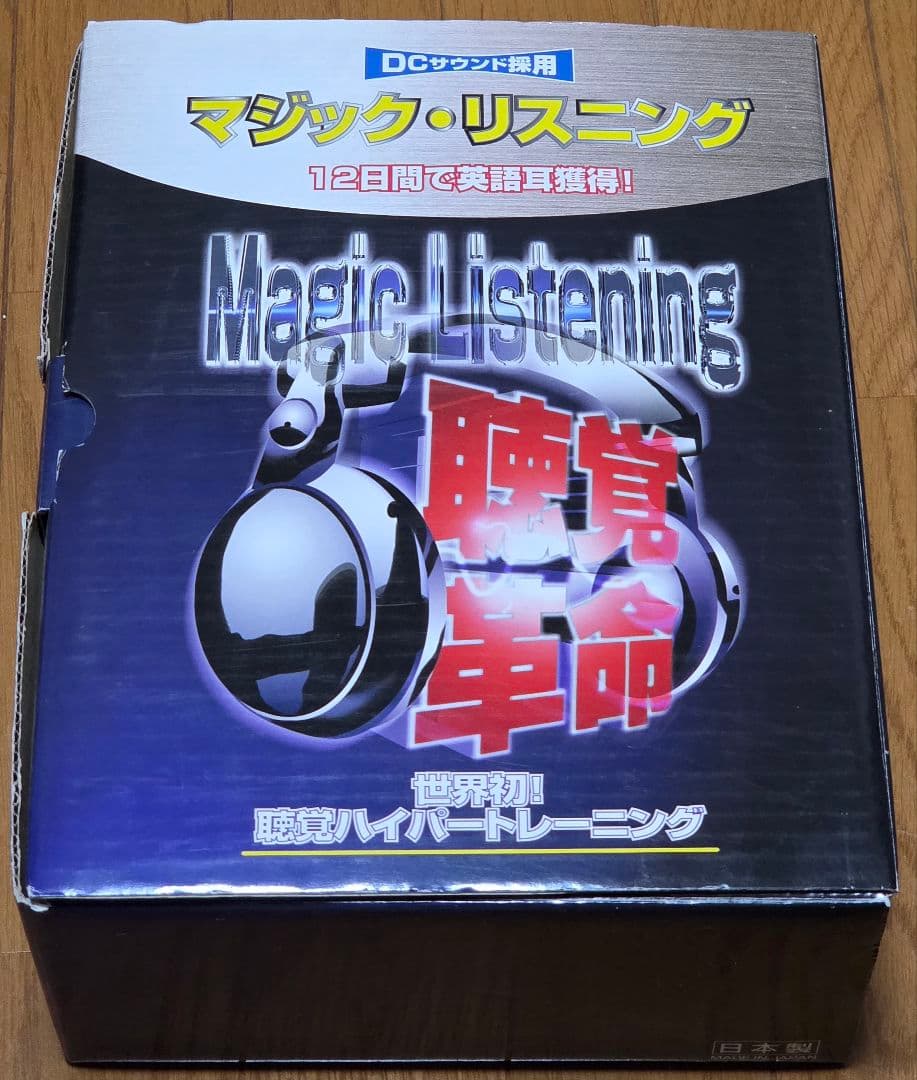 DCサウンド採用
マジック・リスニング
12日間で英語耳獲得!
Magic Listening
聴覚
革命
世界初!
聴覚ハイパートレーニング
日本製
MADE IN JAPAN